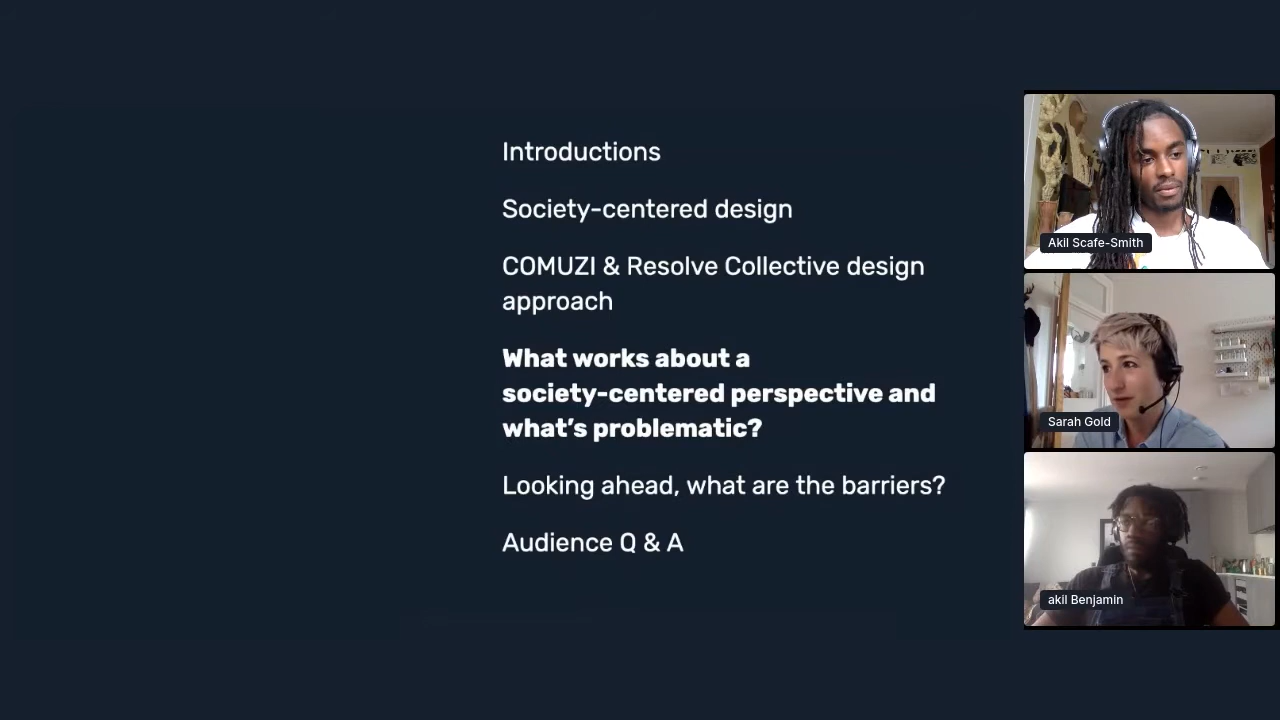 Introductions
Society-centered design
COMUZI & Resolve Collective design
approach
What works about a
society-centered perspective and
what's problematic?
Looking ahead, what are the barriers?
Audience Q & A
Akil Scafe-Smith
Sarah Gold
akil Benjamin